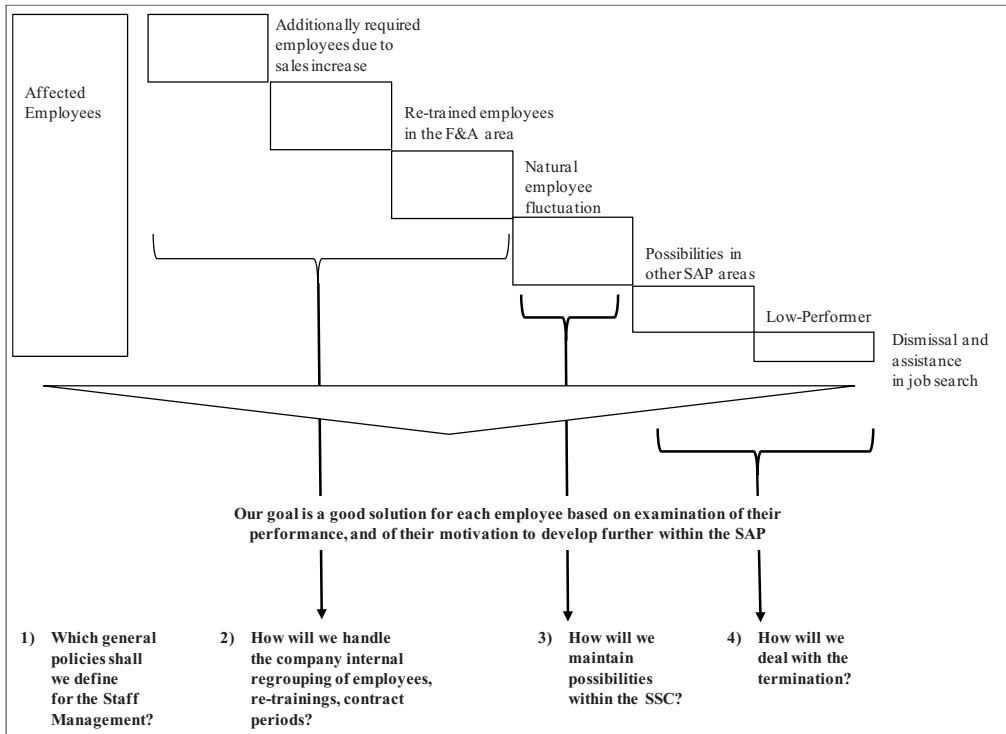 Affected
Employees
Additionally required
employees due to
sales increase
Re-trained employees
in the F&A area
Natural
employee
fluctuation
Possibilities in
other SAP areas
Low-Performer
Dismissal and
assistance
in job search
Our goal is a good solution for each employee based on examination of their
performance, and of their motivation to develop further within the SAP
1) Which general
policies shall
we define
for the Staff
Management?
2) How will we handle
the company internal
regrouping of employees,
re-trainings, contract
periods?
3) How will we
maintain
possibilities
within the SSC?
4) How will we
deal with the
termination?